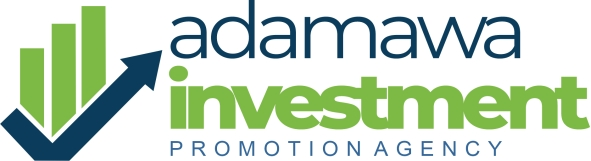 adamawa
investment
PROMOTION AGENCY